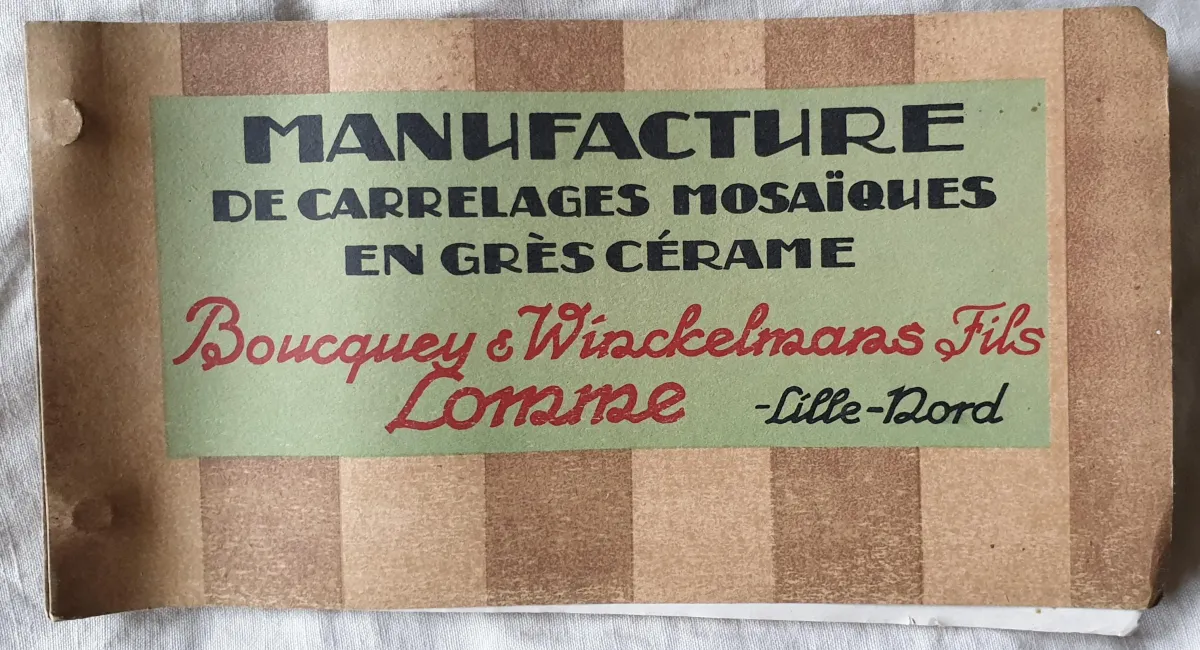 MANUFACTURE
DE CARRELAGES MOSAÏQUES
EN GRÈS CÉRAME
Boucquey & Winckelmans Fils
Lomme -Lille-Nord